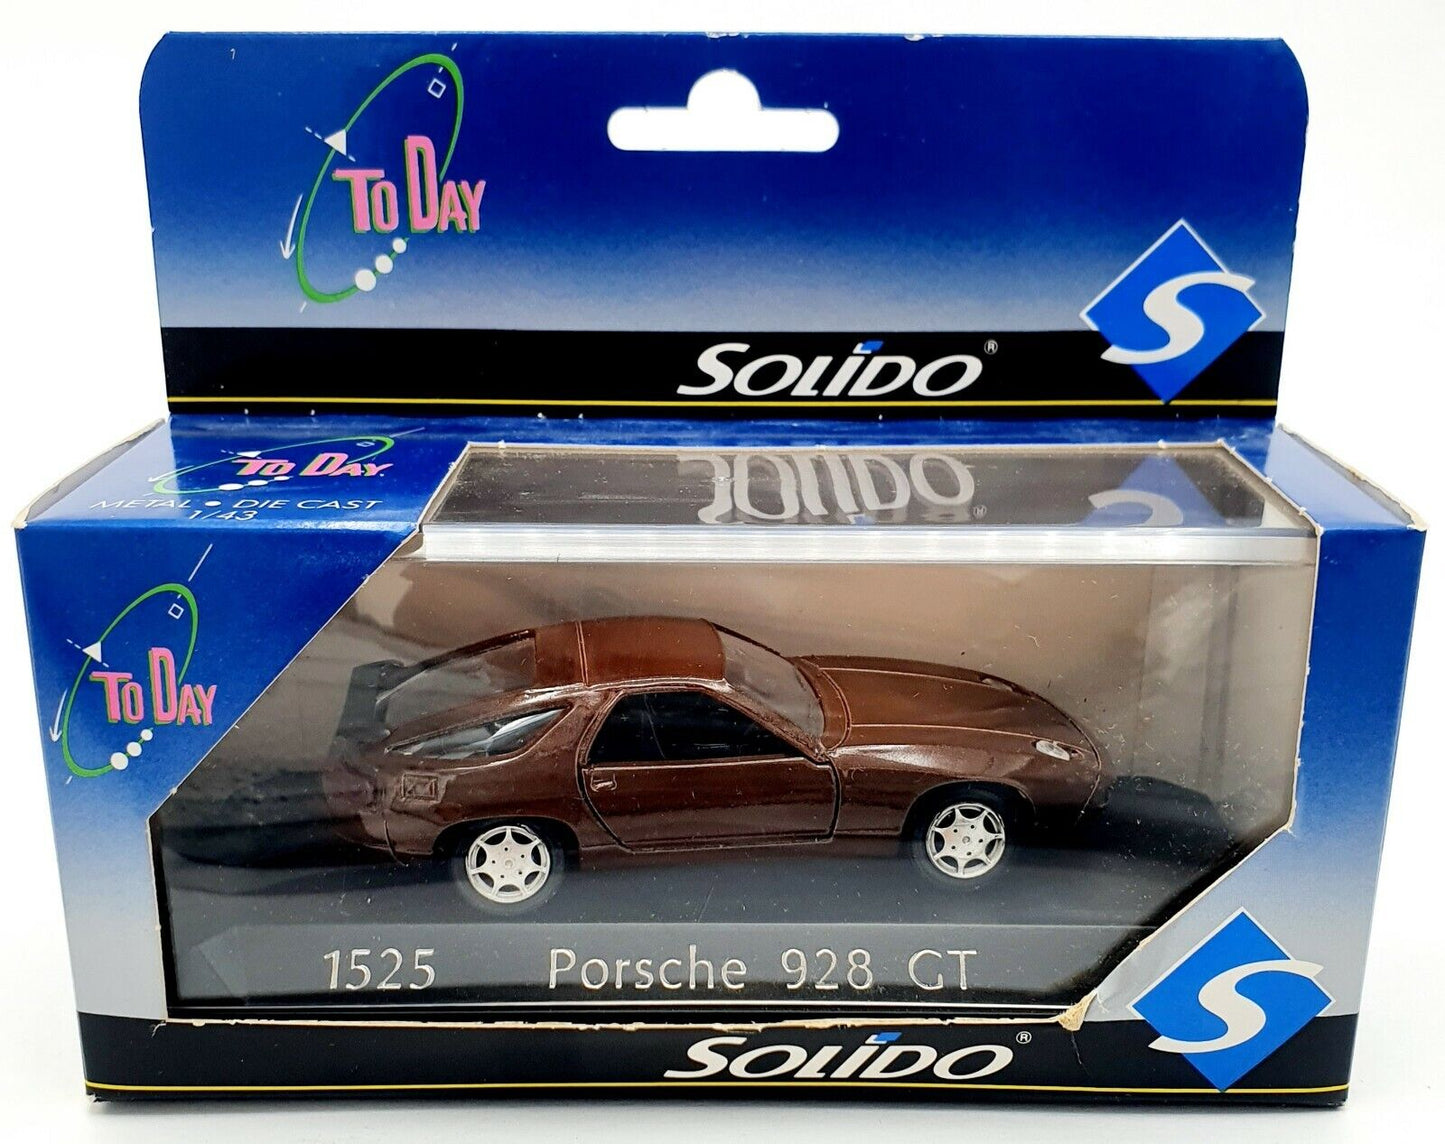 TO DAY
SOLIDO®
S
TO DAY
METAL • DIE CAST
1/43
SOLIDO
TO DAY
1525 Porsche 928 GT
S
SOLIDO®